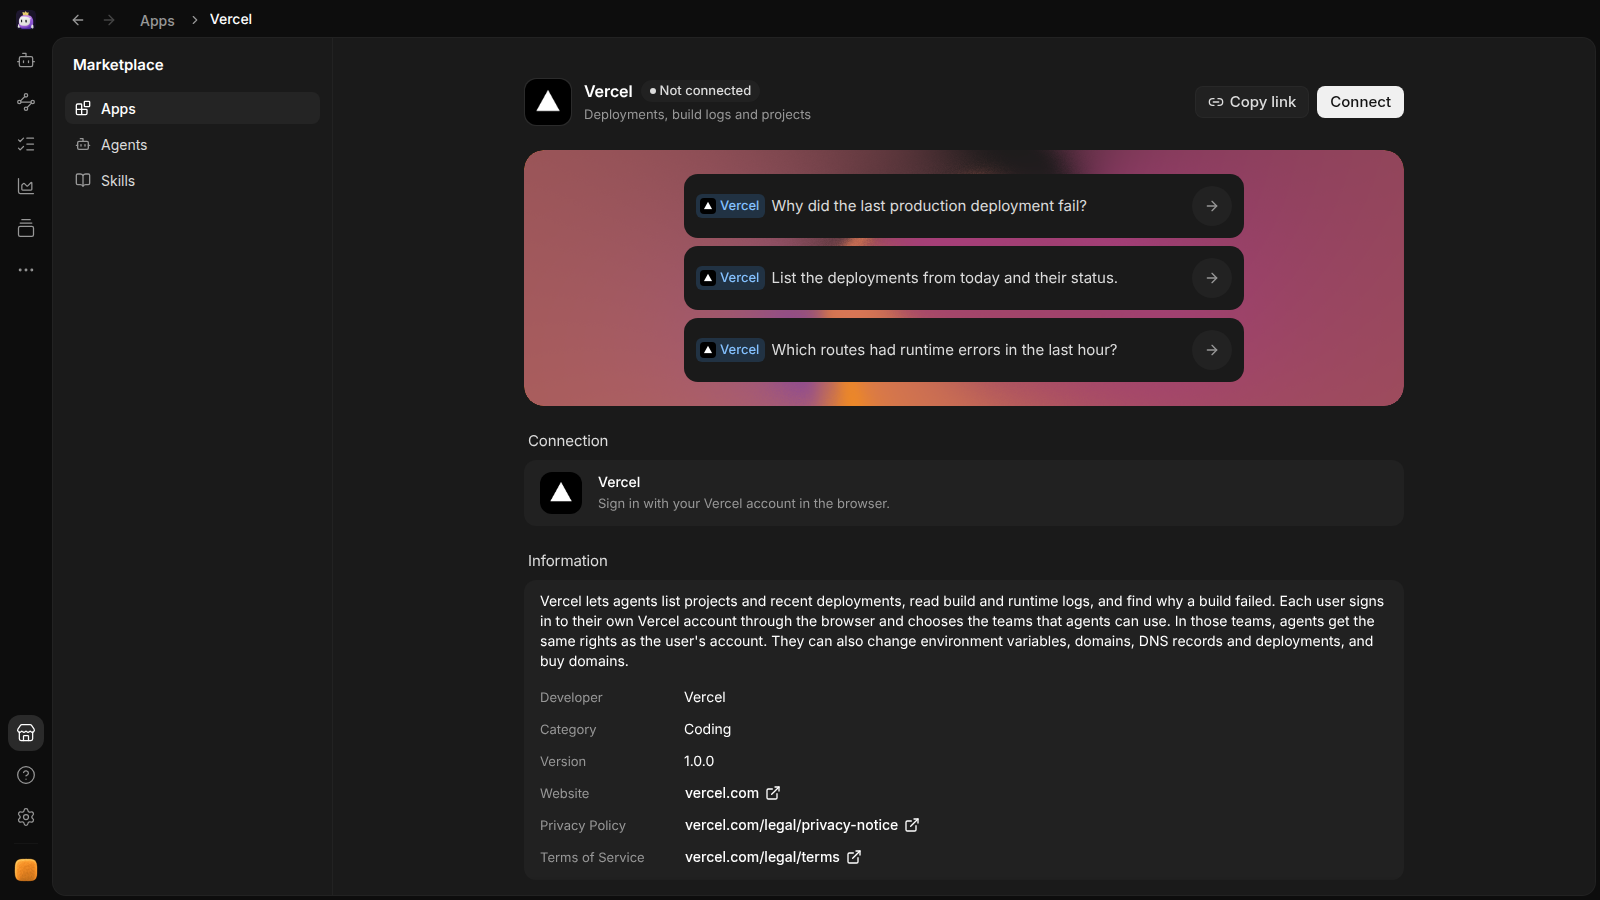 Apps
Vercel
Marketplace
Apps
Agents
Skills
Vercel
Not connected
Deployments, build logs and projects
Copy link
Connect
Vercel Why did the last production deployment fail?
Vercel List the deployments from today and their status.
Vercel Which routes had runtime errors in the last hour?
Connection
Vercel
Sign in with your Vercel account in the browser.
Information
Vercel lets agents list projects and recent deployments, read build and runtime logs, and find why a build failed. Each user signs
in to their own Vercel account through the browser and chooses the teams that agents can use. In those teams, agents get the
same rights as the user's account. They can also change environment variables, domains, DNS records and deployments, and
buy domains.
Developer Vercel
Category Coding
Version 1.0.0
Website vercel.com
Privacy Policy vercel.com/legal/privacy-notice
Terms of Service vercel.com/legal/terms